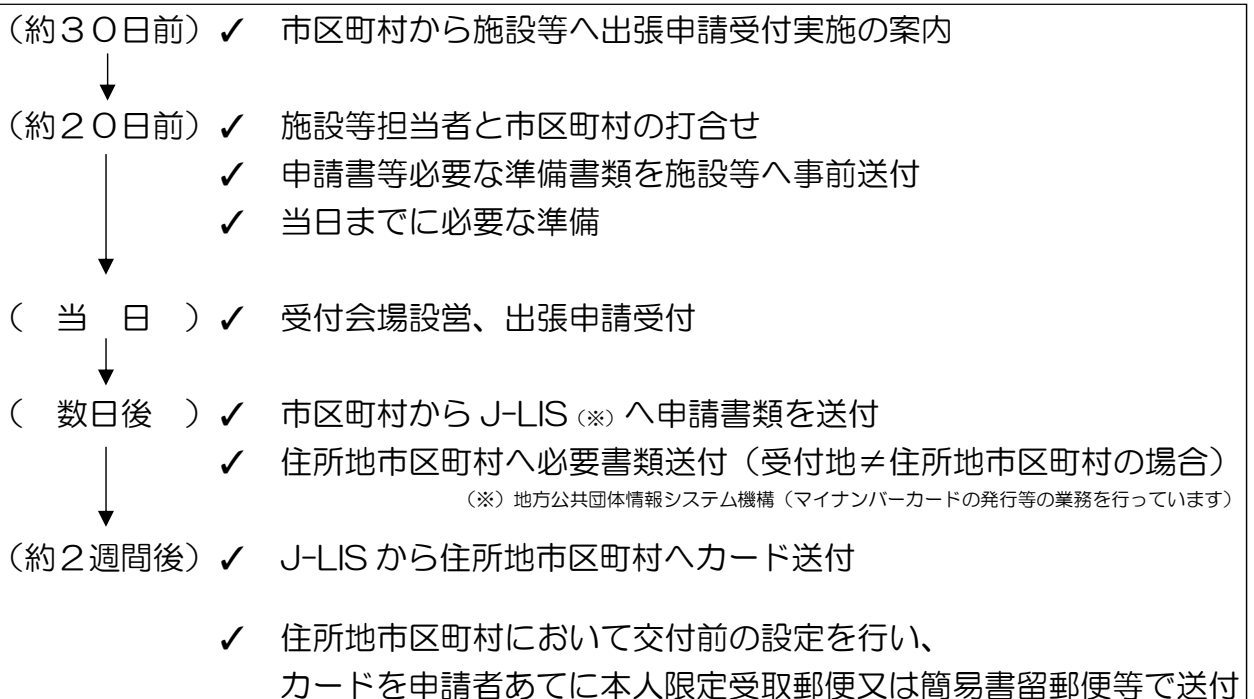 （約３０日前）✓ 市区町村から施設等へ出張申請受付実施の案内
（約２０日前）✓ 施設等担当者と市区町村の打合せ
✓ 申請書等必要な準備書類を施設等へ事前送付
✓ 当日までに必要な準備
（ 当 日 ）✓ 受付会場設営、出張申請受付
（ 数日後 ）✓ 市区町村から J-LIS（※）へ申請書類を送付
✓ 住所地市区町村へ必要書類送付（受付地≠住所地市区町村の場合）
（※）地方公共団体情報システム機構（マイナンバーカードの発行等の業務を行っています）
（約２週間後）✓ J-LIS から住所地市区町村へカード送付
✓ 住所地市区町村において交付前の設定を行い、
カードを申請者あてに本人限定受取郵便又は簡易書留郵便等で送付